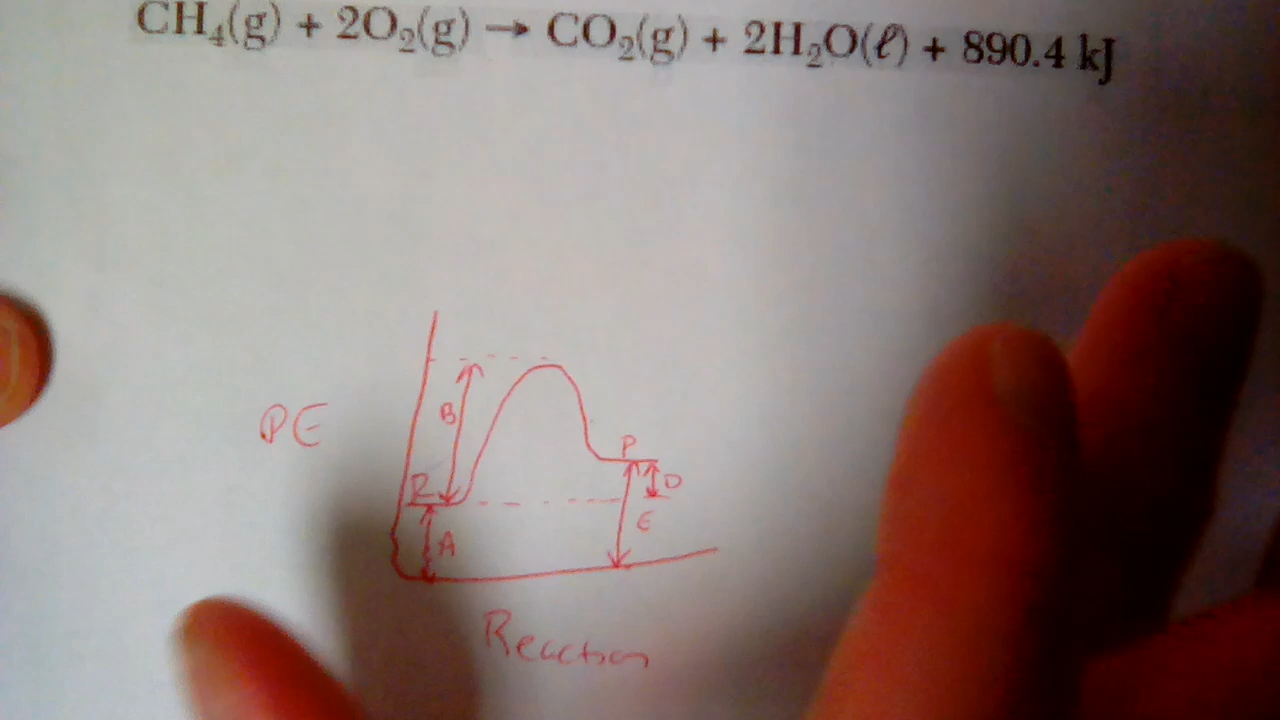 CH₄(g) + 2O₂(g) → CO₂(g) + 2H₂O(ℓ) + 890.4 kJ
PE
B
P
R
D
E
A
Reaction